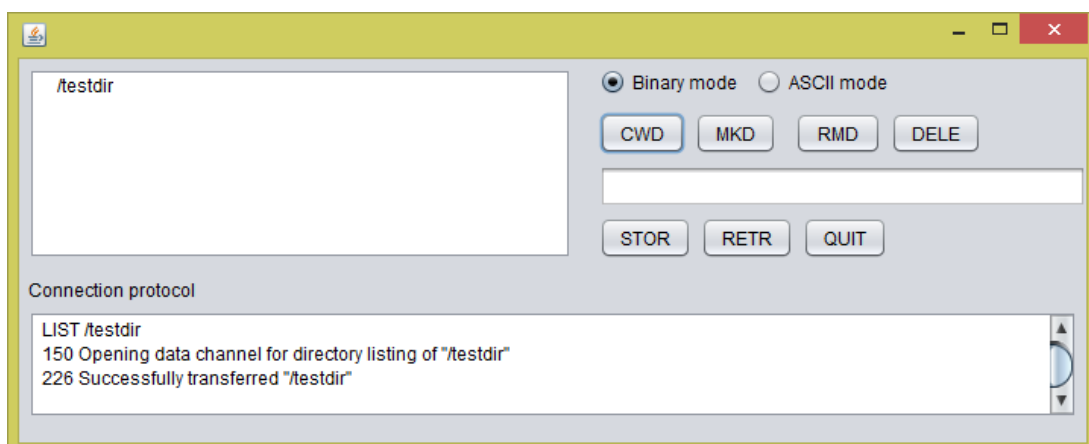 /testdir
Binary mode ASCII mode
CWD MKD RMD DELE
STOR RETR QUIT
Connection protocol
LIST /testdir
150 Opening data channel for directory listing of "/testdir"
226 Successfully transferred "/testdir"